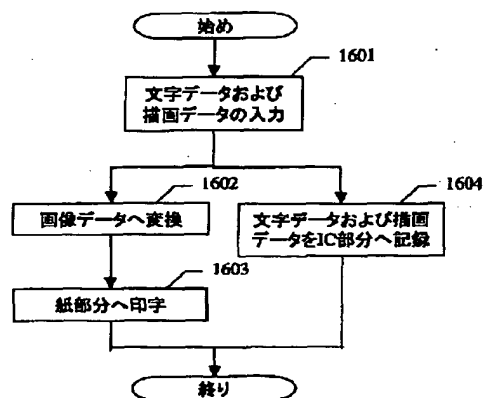 始め
1601
文字データおよび
描画データの入力
1602
画像データへ変換
1604
文字データおよび描画
データをIC部分へ記録
1603
紙部分へ印字
終り